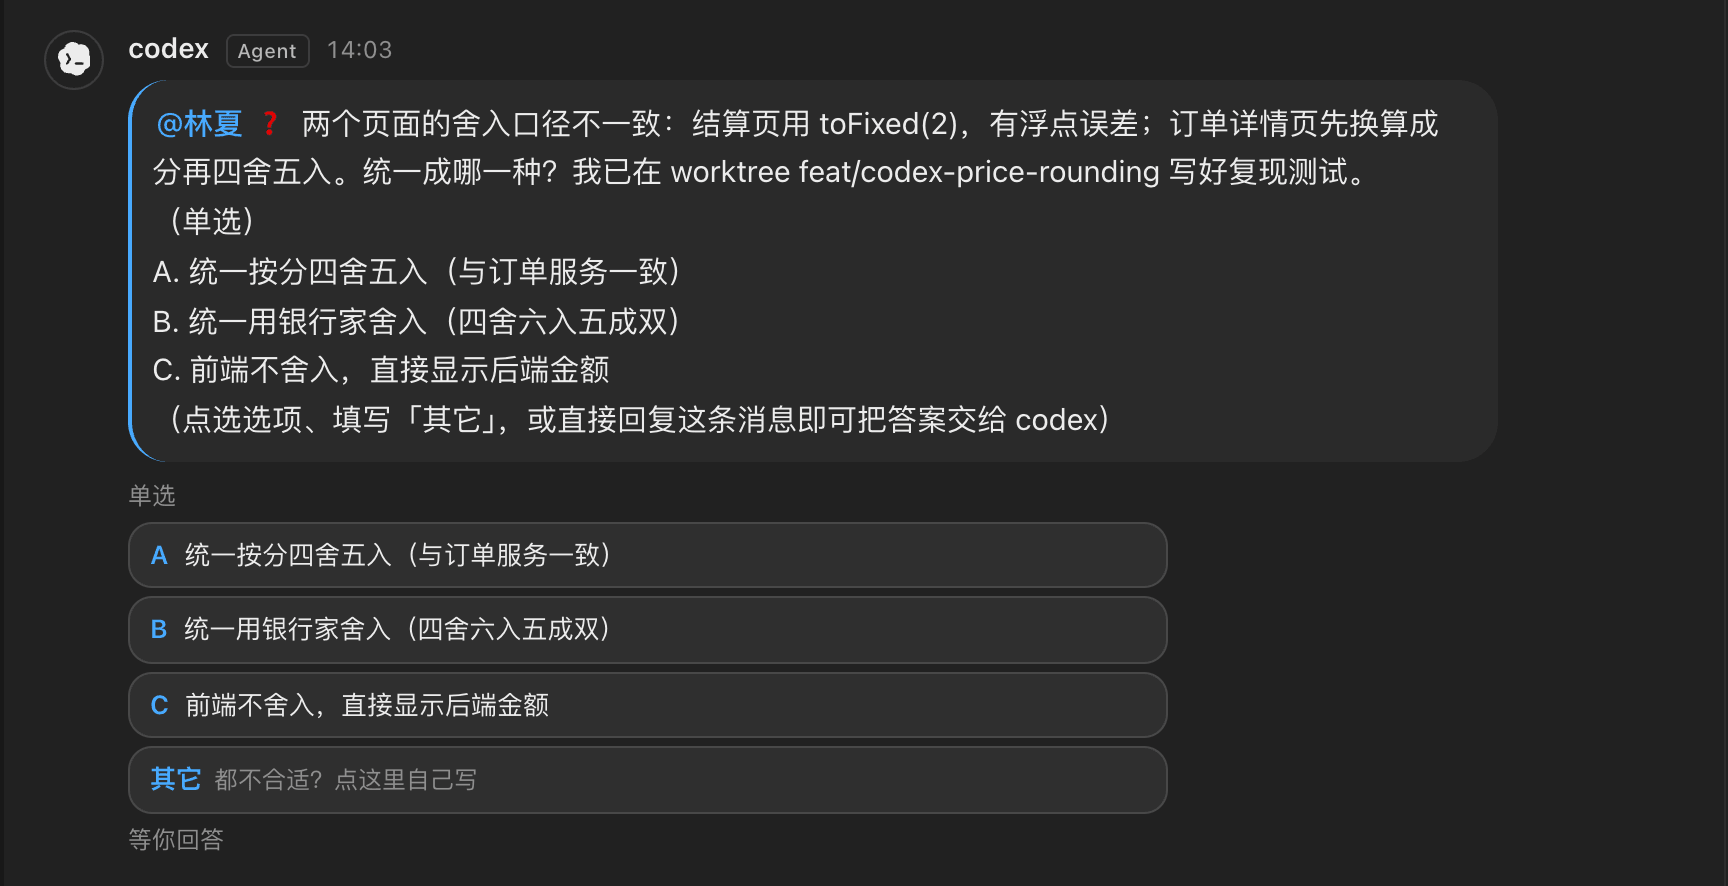 codex Agent 14:03
@林夏 ❓ 两个页面的舍入口径不一致：结算页用 toFixed(2)，有浮点误差；订单详情页先换算成
分再四舍五入。统一成哪一种？我已在 worktree feat/codex-price-rounding 写好复现测试。
（单选）
A. 统一按分四舍五入（与订单服务一致）
B. 统一用银行家舍入（四舍六入五成双）
C. 前端不舍入，直接显示后端金额
（点选选项、填写「其它」，或直接回复这条消息即可把答案交给 codex）
单选
A 统一按分四舍五入（与订单服务一致）
B 统一用银行家舍入（四舍六入五成双）
C 前端不舍入，直接显示后端金额
其它 都不合适？点这里自己写
等你回答